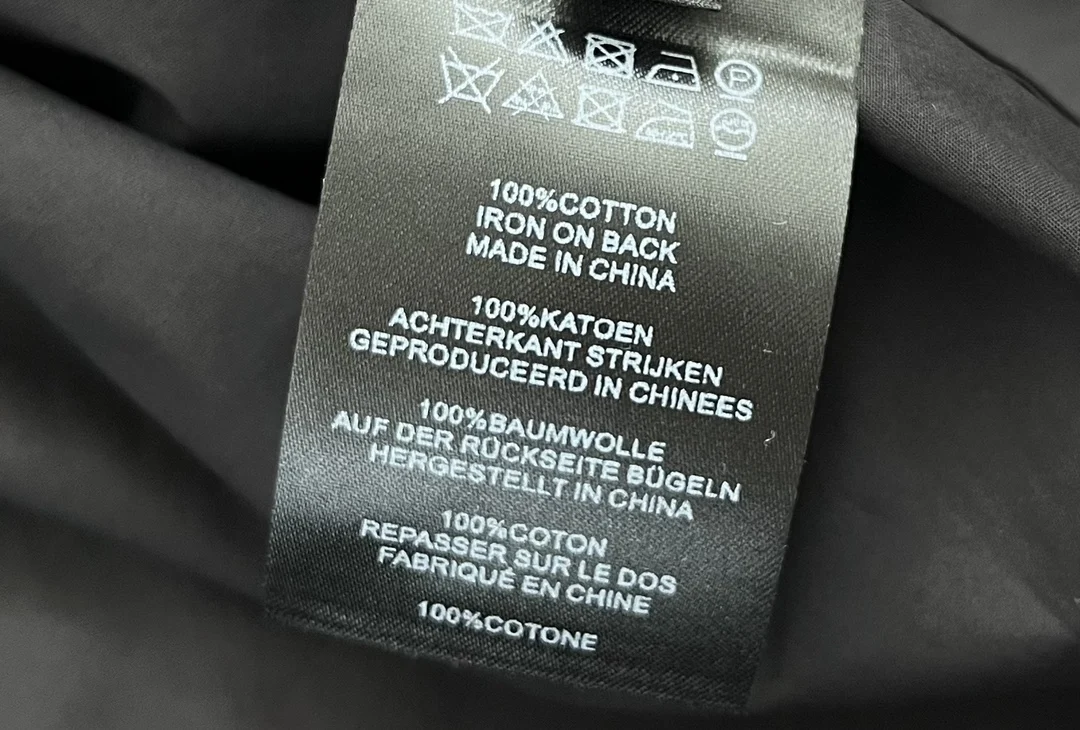 P
100%COTTON
IRON ON BACK
MADE IN CHINA
100%KATOEN
ACHTERKANT STRIJKEN
GEPRODUCEERD IN CHINEES
100%BAUMWOLLE
AUF DER RÜCKSEITE BÜGELN
HERGESTELLT IN CHINA
100%COTON
REPASSER SUR LE DOS
FABRIQUÉ EN CHINE
100%COTONE